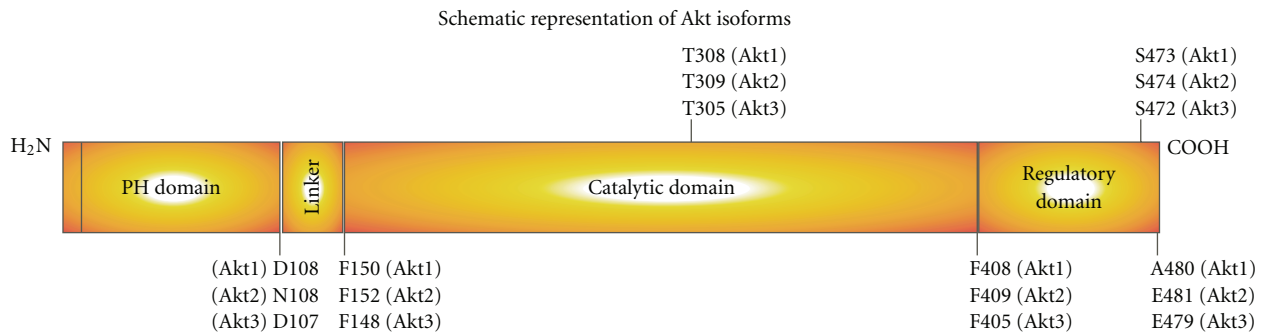 Schematic representation of Akt isoforms
T308 (Akt1)
T309 (Akt2)
T305 (Akt3)
S473 (Akt1)
S474 (Akt2)
S472 (Akt3)
H₂N
PH domain
Linker
Catalytic domain
Regulatory
domain
COOH
(Akt1) D108
(Akt2) N108
(Akt3) D107
F150 (Akt1)
F152 (Akt2)
F148 (Akt3)
F408 (Akt1)
F409 (Akt2)
F405 (Akt3)
A480 (Akt1)
E481 (Akt2)
E479 (Akt3)